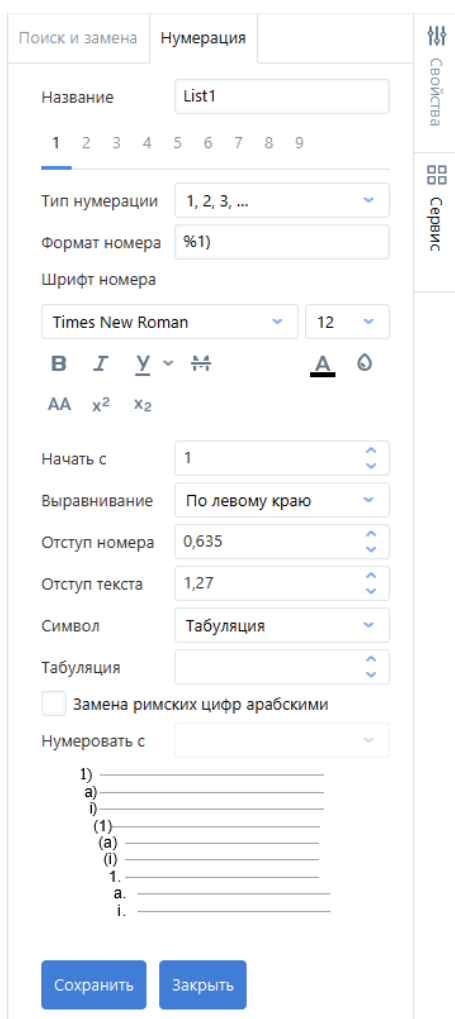 Поиск и замена
Нумерация
Свойства
Сервис
Название
List1
1 2 3 4 5 6 7 8 9
Тип нумерации
1, 2, 3, ...
Формат номера
%1)
Шрифт номера
Times New Roman
12
B I У М А
АА x² x₂
Начать с
1
Выравнивание
По левому краю
Отступ номера
0,635
Отступ текста
1,27
Символ
Табуляция
Табуляция
Замена римских цифр арабскими
Нумеровать с
1)
a)
i)
(1)
(a)
(i)
1.
a.
i.
Сохранить
Закрыть